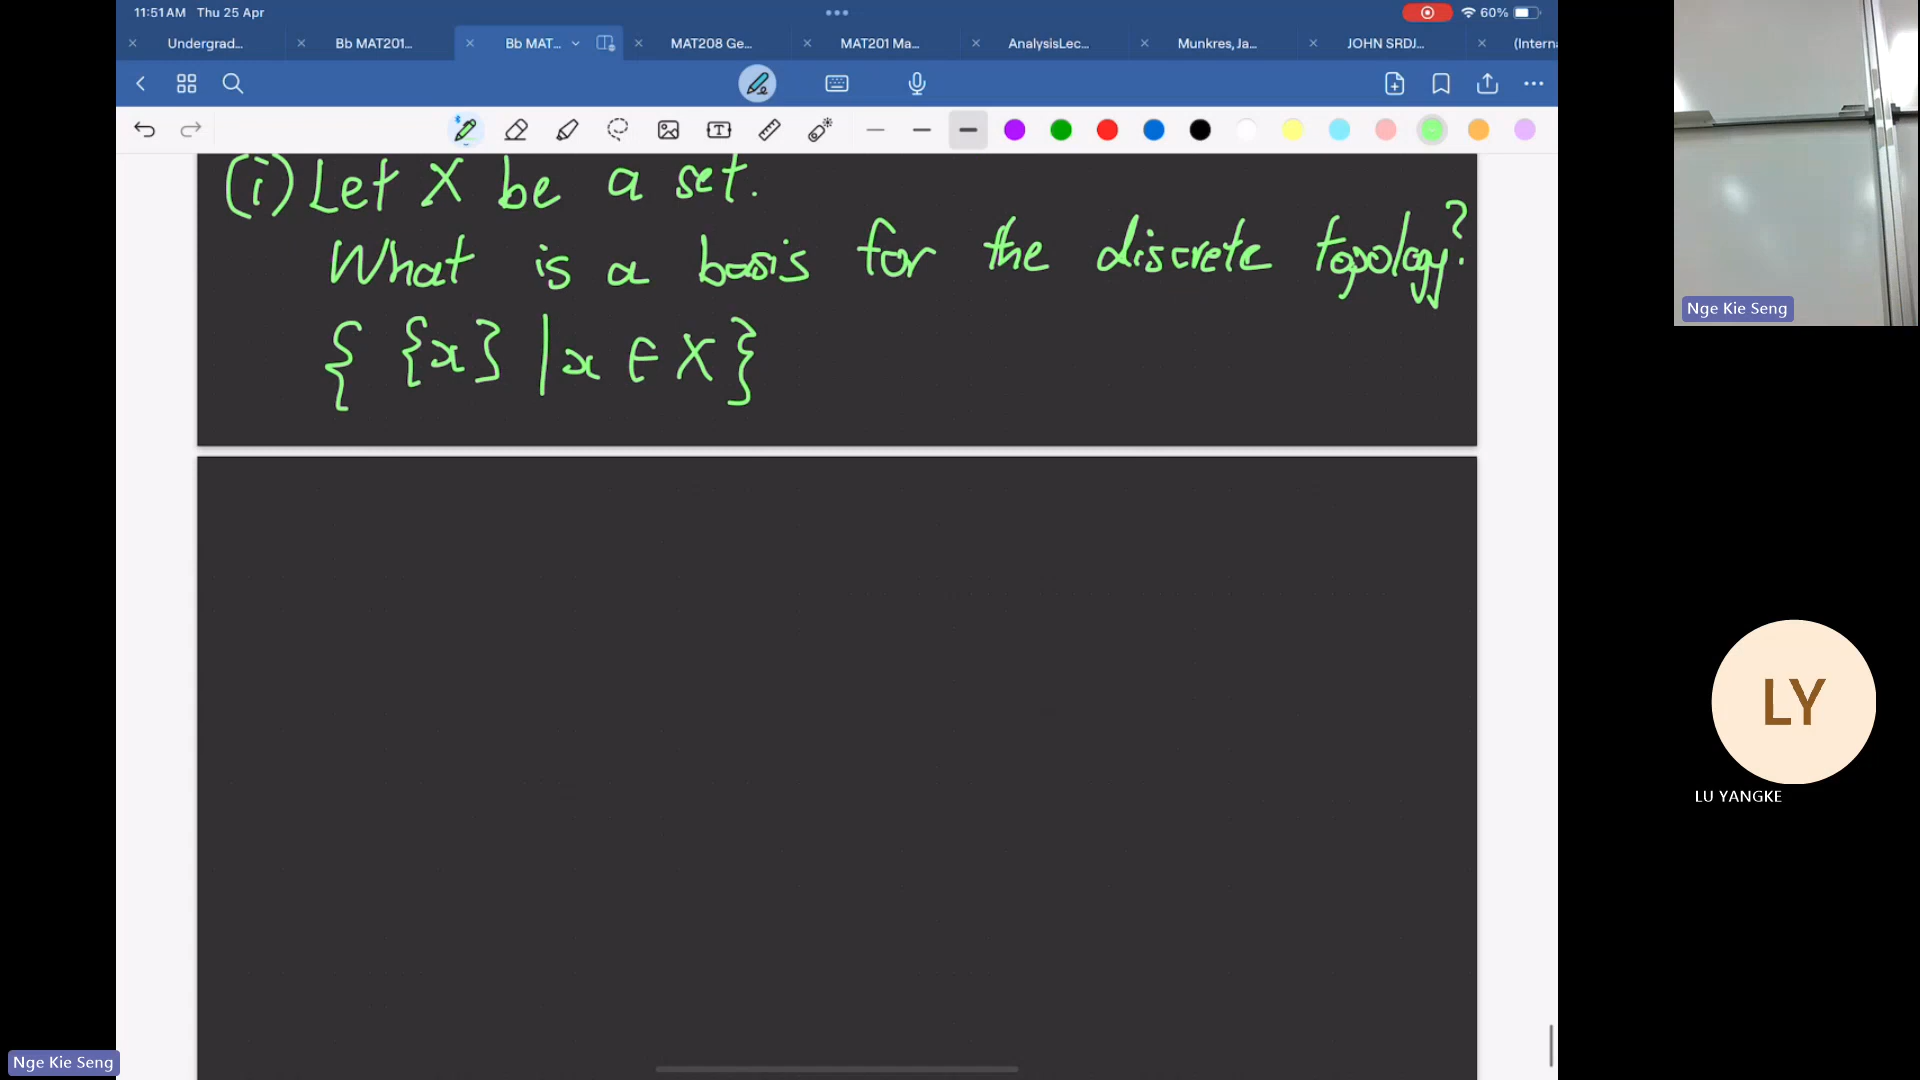 11:51 AM Thu 25 Apr
60%
Undergrad...
Bb MAT201...
Bb MAT...
MAT208 Ge...
MAT201 Ma...
AnalysisLec...
Munkres, Ja...
JOHN SRDJ...
(Intern
(i) Let X be a set.
What is a basis for the discrete topology?
{ {x} | x ∈ X }
Nge Kie Seng
LY
LU YANGKE
Nge Kie Seng